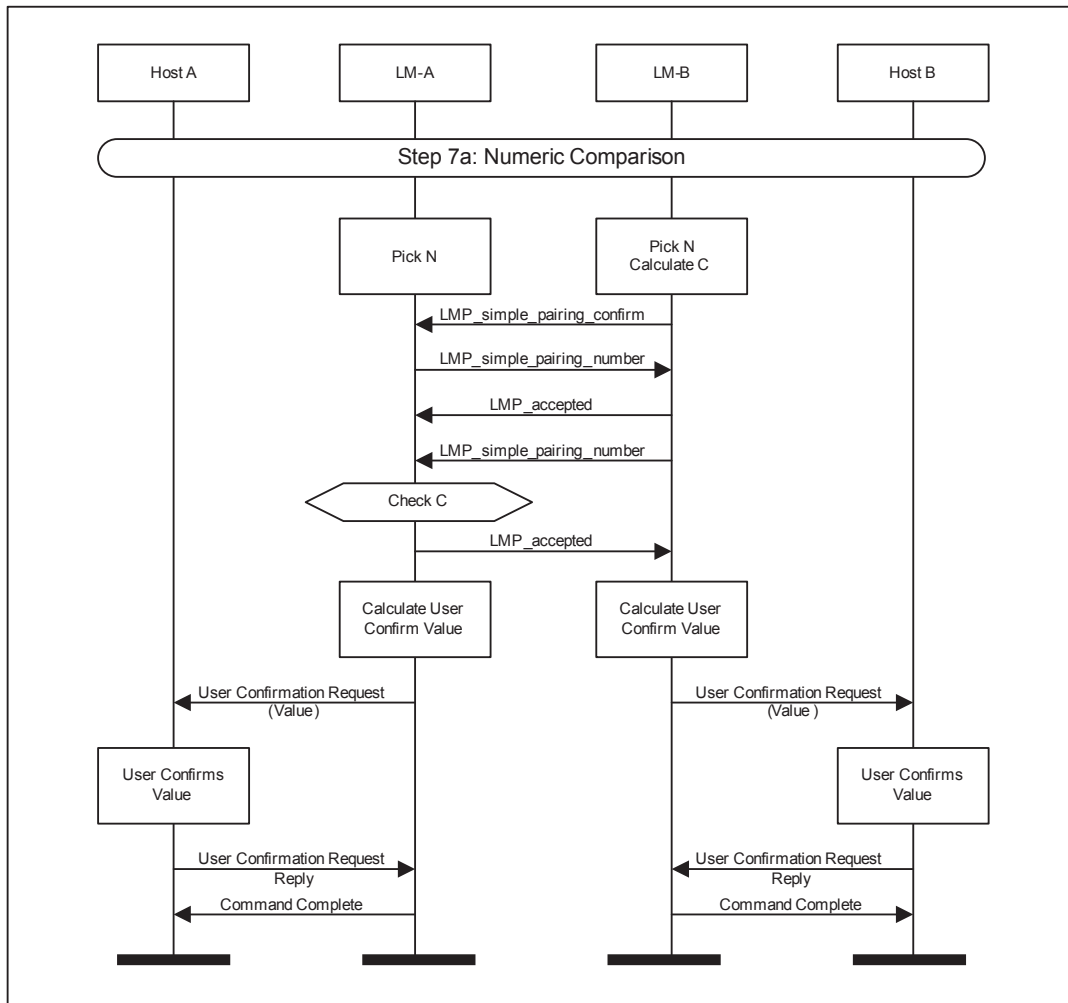 Host A
LM-A
LM-B
Host B
Step 7a: Numeric Comparison
Pick N
Pick N
Calculate C
LMP_simple_pairing_confirm
LMP_simple_pairing_number
LMP_accepted
LMP_simple_pairing_number
Check C
LMP_accepted
Calculate User
Confirm Value
Calculate User
Confirm Value
User Confirmation Request
(Value)
User Confirmation Request
(Value )
User Confirms
Value
User Confirms
Value
User Confirmation Request
Reply
User Confirmation Request
Reply
Command Complete
Command Complete